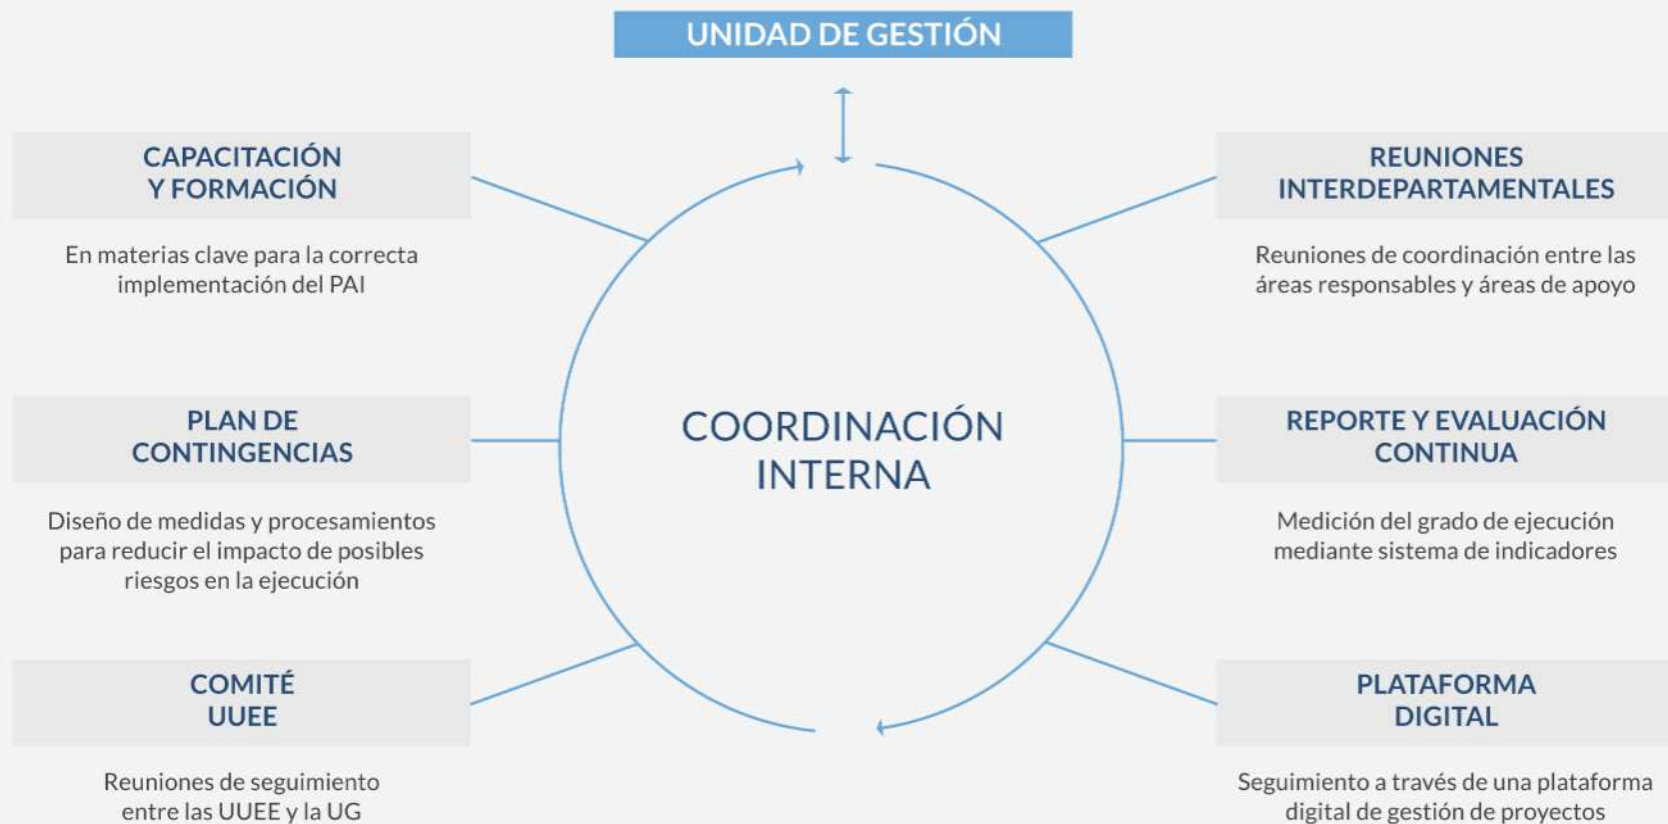 UNIDAD DE GESTIÓN
CAPACITACIÓN
Y FORMACIÓN
En materias clave para la correcta
implementación del PAI
PLAN DE
CONTINGENCIAS
Diseño de medidas y procesamientos
para reducir el impacto de posibles
riesgos en la ejecución
COMITÉ
UUEE
Reuniones de seguimiento
entre las UUEE y la UG
COORDINACIÓN
INTERNA
REUNIONES
INTERDEPARTAMENTALES
Reuniones de coordinación entre las
áreas responsables y áreas de apoyo
REPORTE Y EVALUACIÓN
CONTINUA
Medición del grado de ejecución
mediante sistema de indicadores
PLATAFORMA
DIGITAL
Seguimiento a través de una plataforma
digital de gestión de proyectos